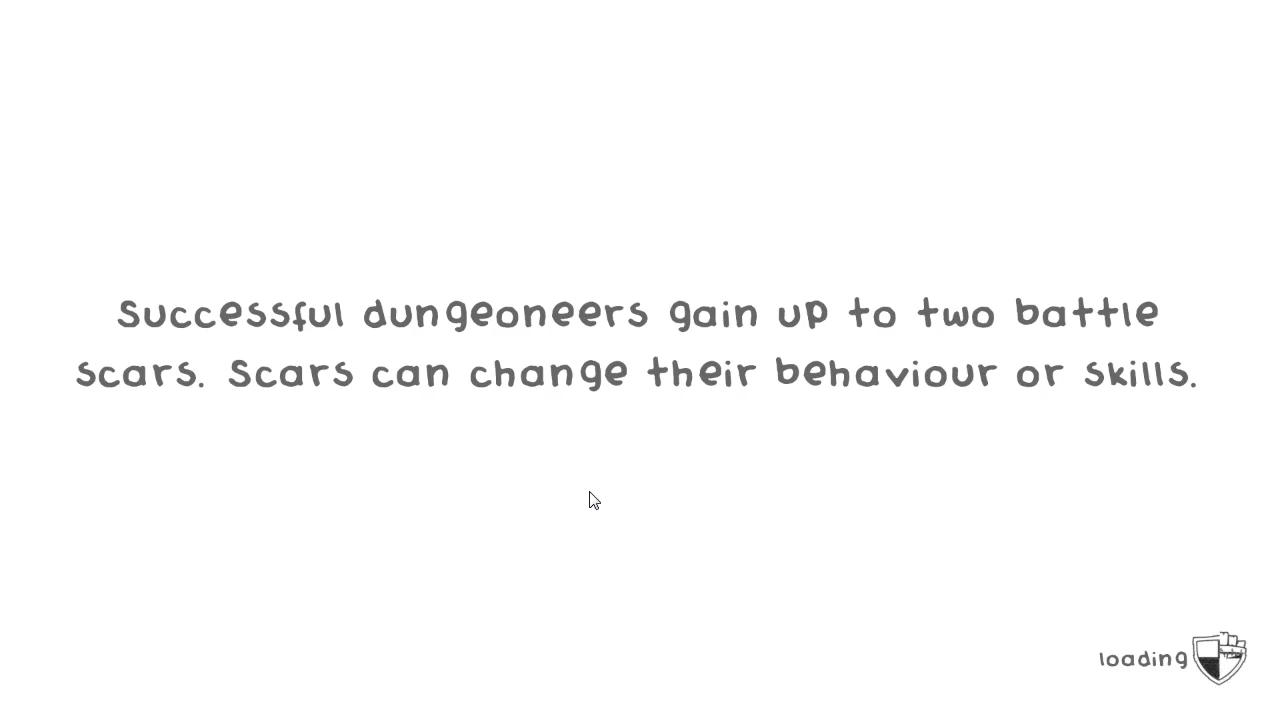 Successful dungeoneers gain up to two battle
scars. Scars can change their behaviour or skills.
loading